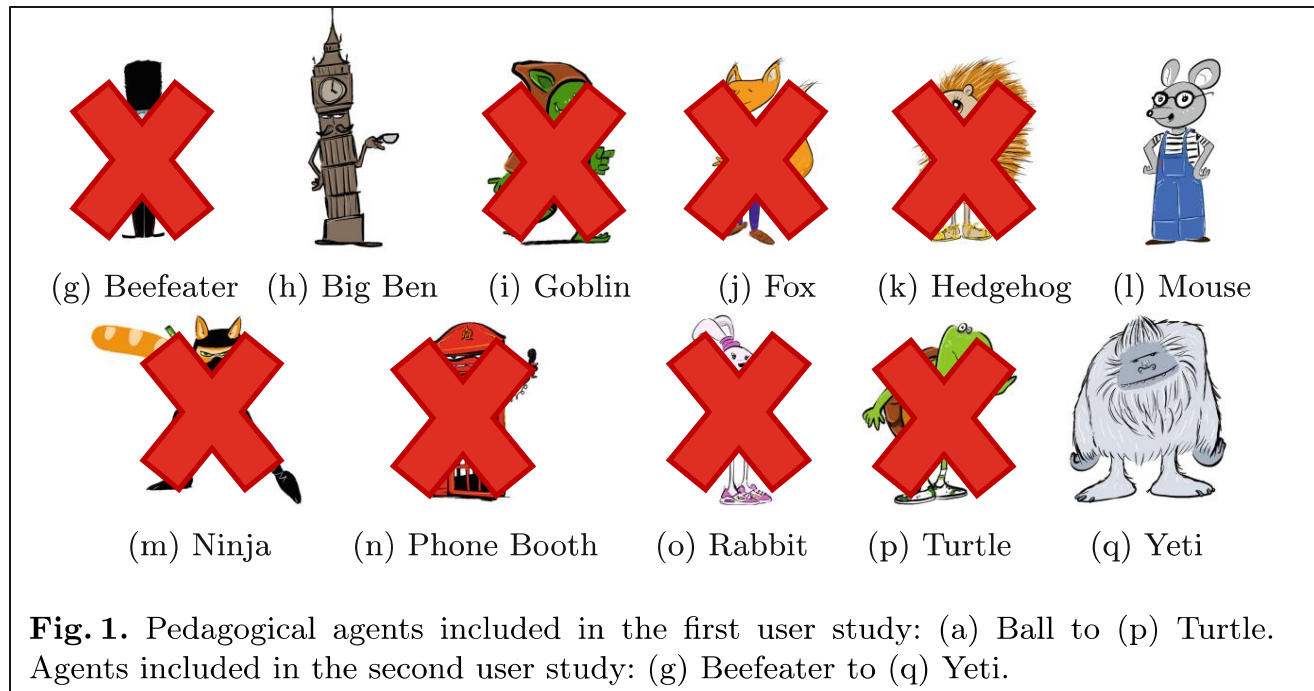 (g) Beefeater (h) Big Ben (i) Goblin (j) Fox (k) Hedgehog (l) Mouse
(m) Ninja (n) Phone Booth (o) Rabbit (p) Turtle (q) Yeti
Fig. 1. Pedagogical agents included in the first user study: (a) Ball to (p) Turtle.
Agents included in the second user study: (g) Beefeater to (q) Yeti.